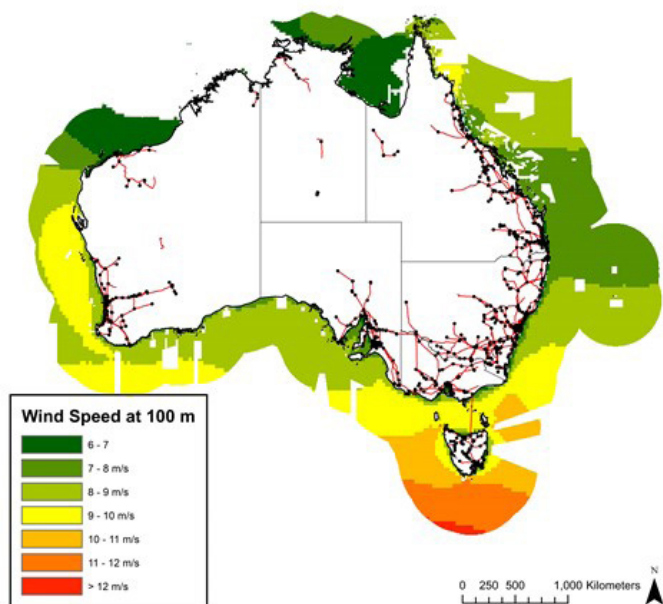 Wind Speed at 100 m
6 - 7
7 - 8 m/s
8 - 9 m/s
9 - 10 m/s
10 - 11 m/s
11 - 12 m/s
> 12 m/s
N
0 250 500 1,000 Kilometers